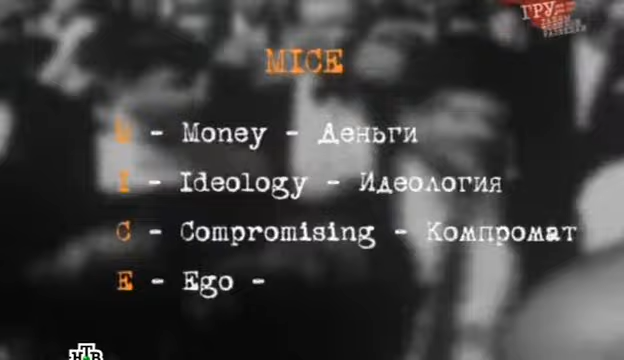 ГРУ
MICE
M - Money - Деньги
I - Ideology - Идеология
C - Compromising - Компромат
E - Ego -
НТВ